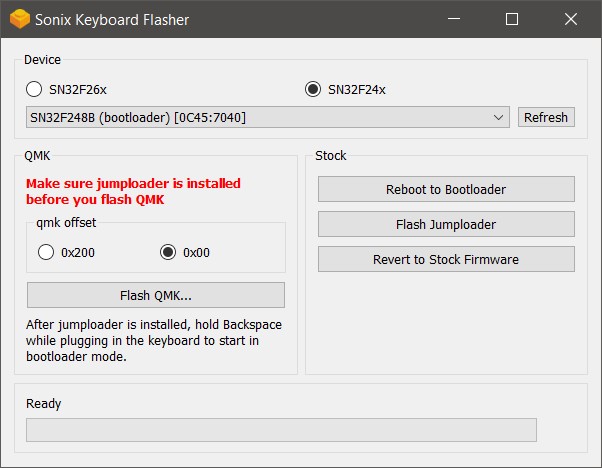 Sonix Keyboard Flasher
Device
SN32F26x
SN32F24x
SN32F248B (bootloader) [0C45:7040]
Refresh
QMK
Make sure jumploader is installed
before you flash QMK
qmk offset
0x200
0x00
Flash QMK...
After jumploader is installed, hold Backspace
while plugging in the keyboard to start in
bootloader mode.
Stock
Reboot to Bootloader
Flash Jumploader
Revert to Stock Firmware
Ready